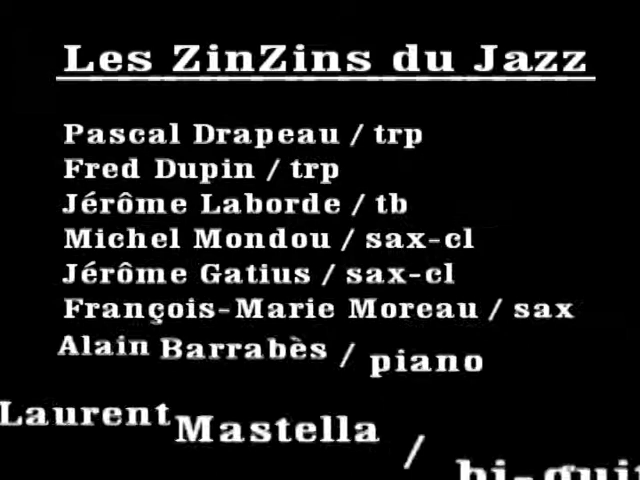 Les ZinZins du Jazz
Pascal Drapeau / trp
Fred Dupin / trp
Jérôme Laborde / tb
Michel Mondou / sax-cl
Jérôme Gatius / sax-cl
François-Marie Moreau / sax
Alain Barrabès / piano
Laurent Mastella /